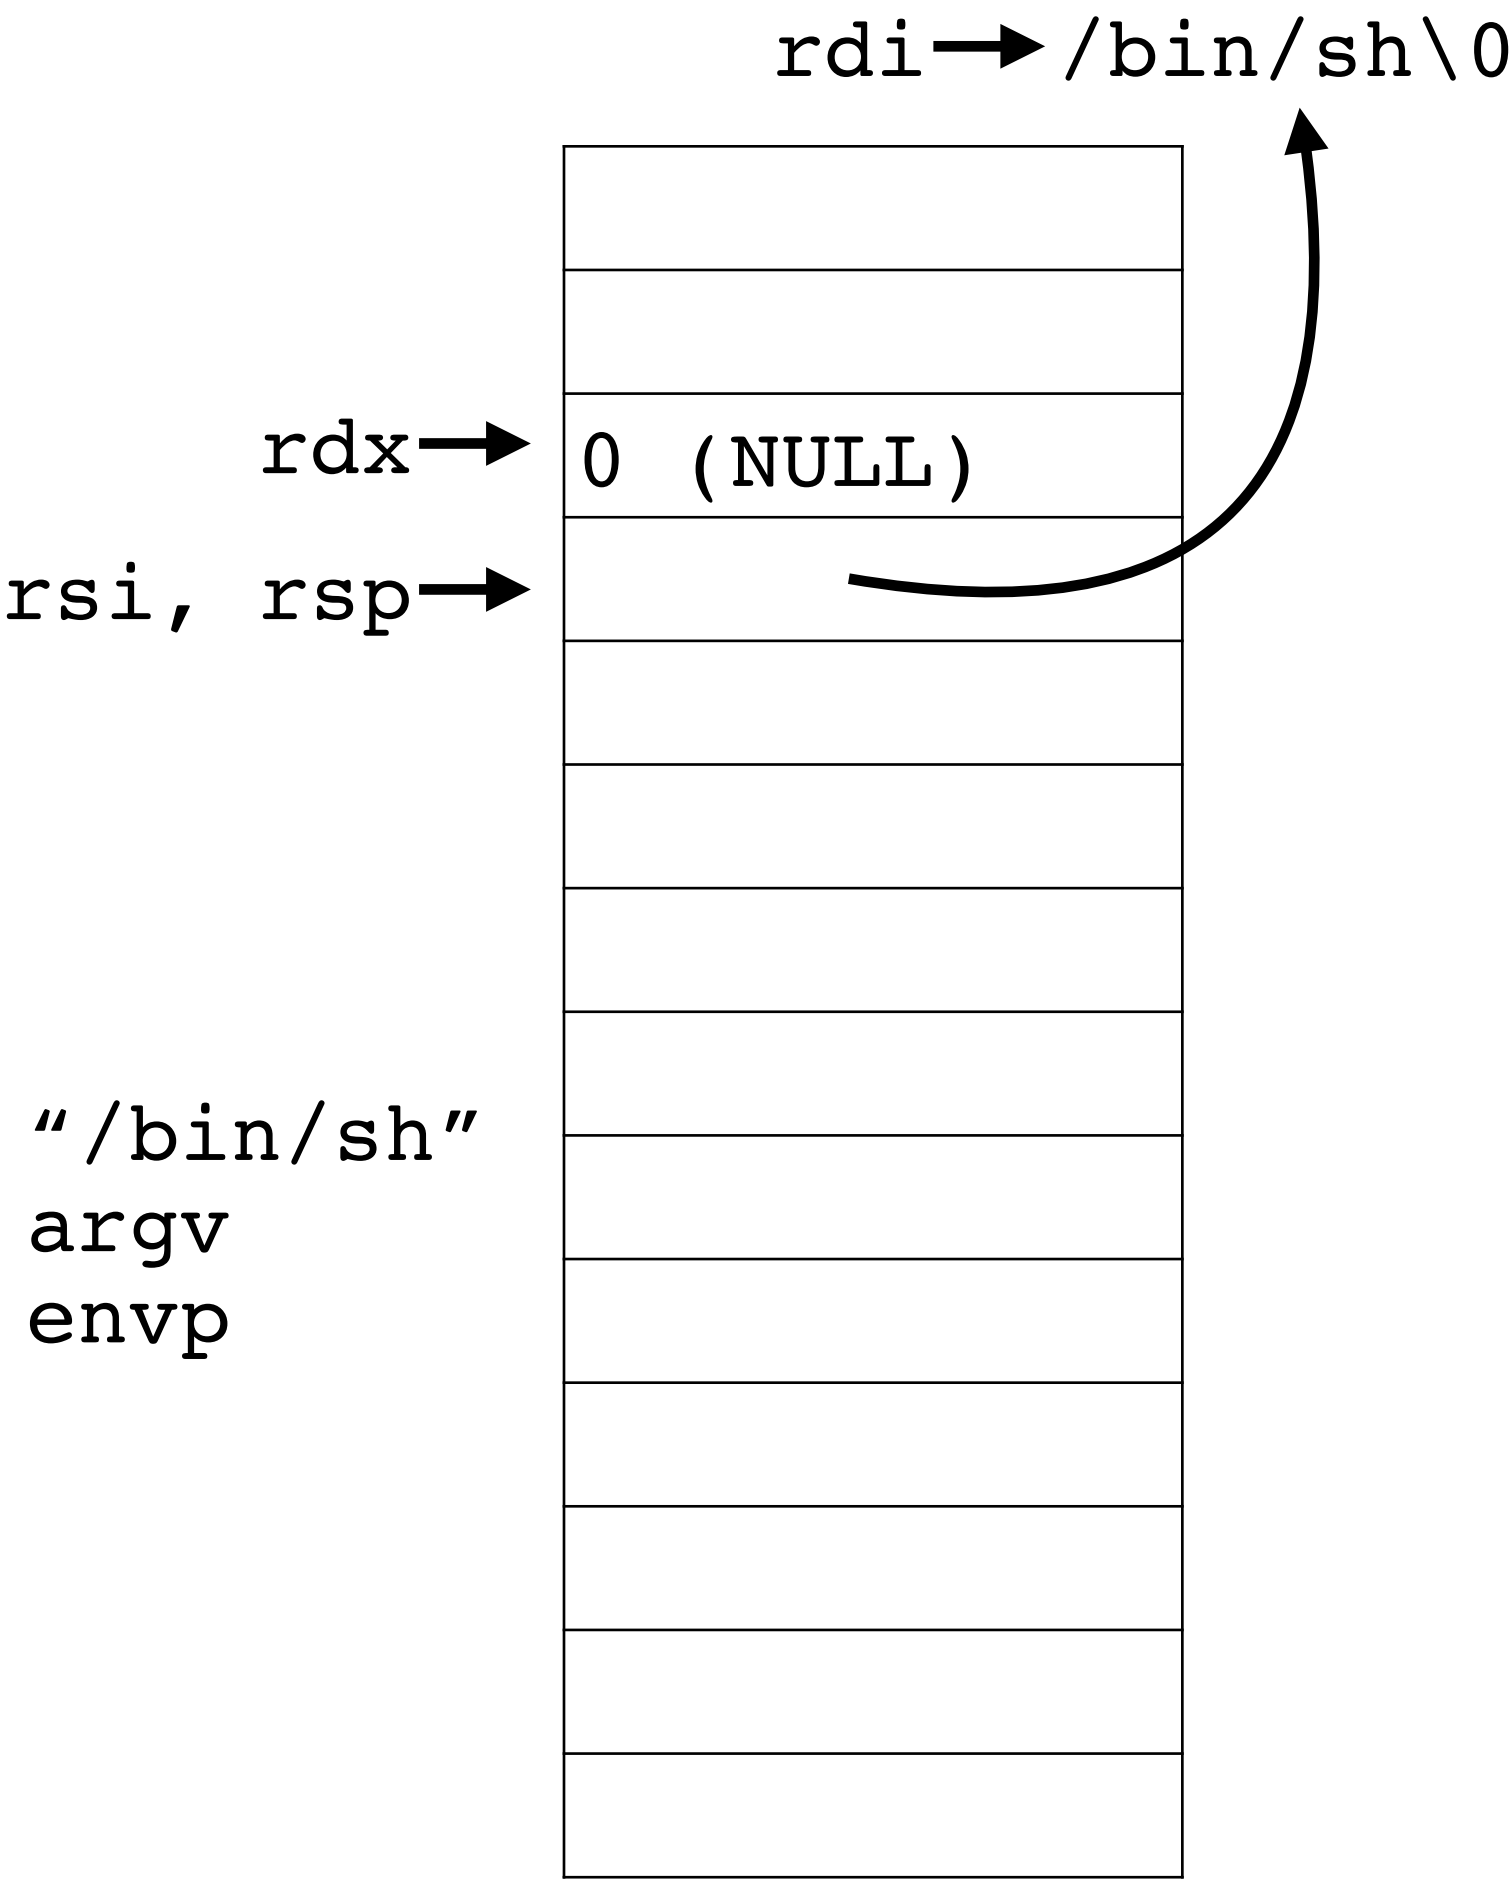 rdi /bin/sh\0
rdx 0 (NULL)
rsi, rsp
“/bin/sh”
argv
envp